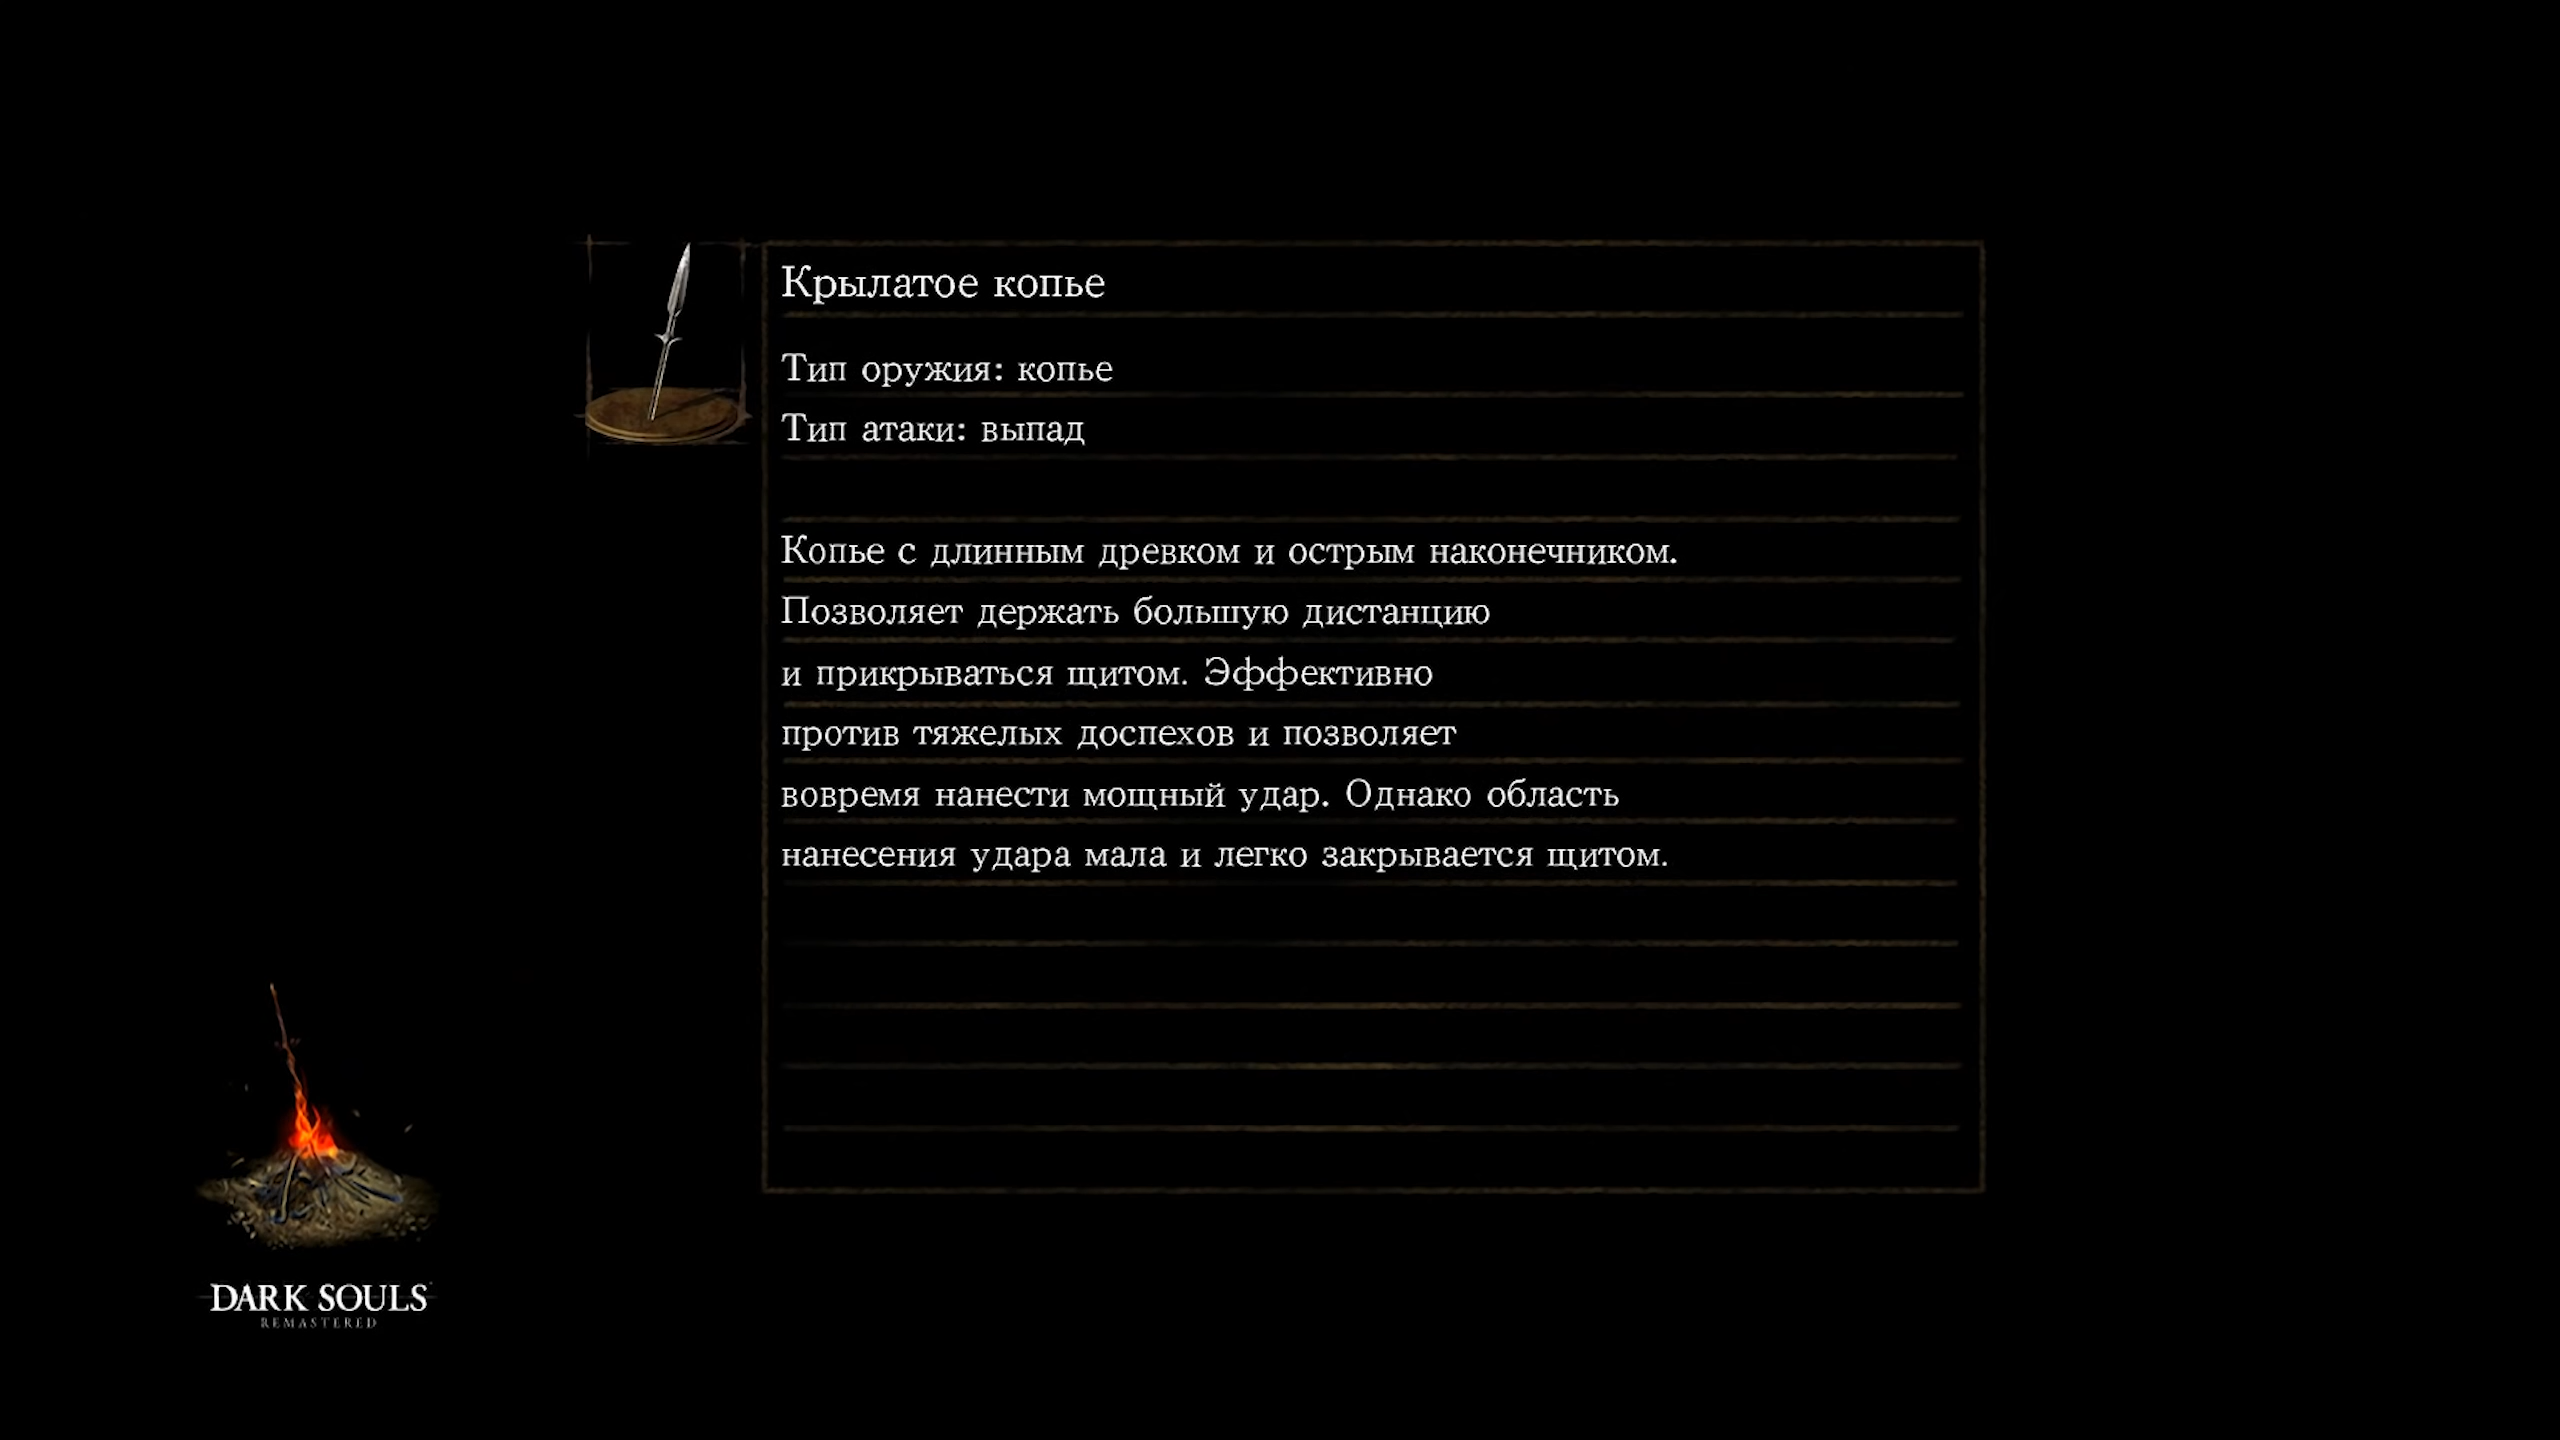 Крылатое копье
Тип оружия: копье
Тип атаки: выпад
Копье с длинным древком и острым наконечником.
Позволяет держать большую дистанцию
и прикрываться щитом. Эффективно
против тяжелых доспехов и позволяет
вовремя нанести мощный удар. Однако область
нанесения удара мала и легко закрывается щитом.
DARK SOULS
REMASTERED